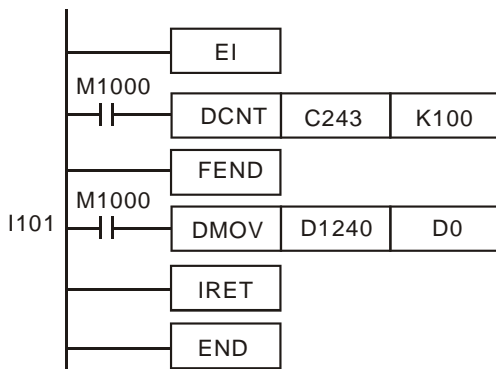 EI
M1000
DCNT C243 K100
FEND
M1000
I101 DMOV D1240 D0
IRET
END